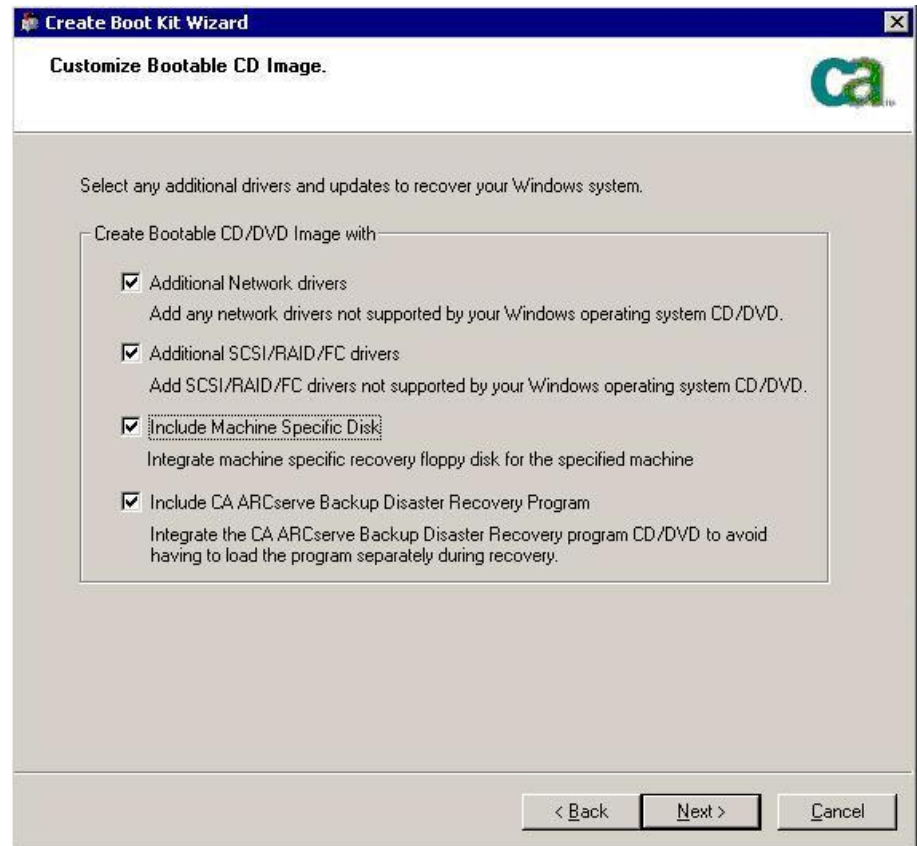 Create Boot Kit Wizard
Customize Bootable CD Image.
ca
Select any additional drivers and updates to recover your Windows system.
Create Bootable CD/DVD Image with
Additional Network drivers
Add any network drivers not supported by your Windows operating system CD/DVD.
Additional SCSI/RAID/FC drivers
Add SCSI/RAID/FC drivers not supported by your Windows operating system CD/DVD.
Include Machine Specific Disk
Integrate machine specific recovery floppy disk for the specified machine
Include CA ARCserve Backup Disaster Recovery Program
Integrate the CA ARCserve Backup Disaster Recovery program CD/DVD to avoid
having to load the program separately during recovery.
< Back Next > Cancel